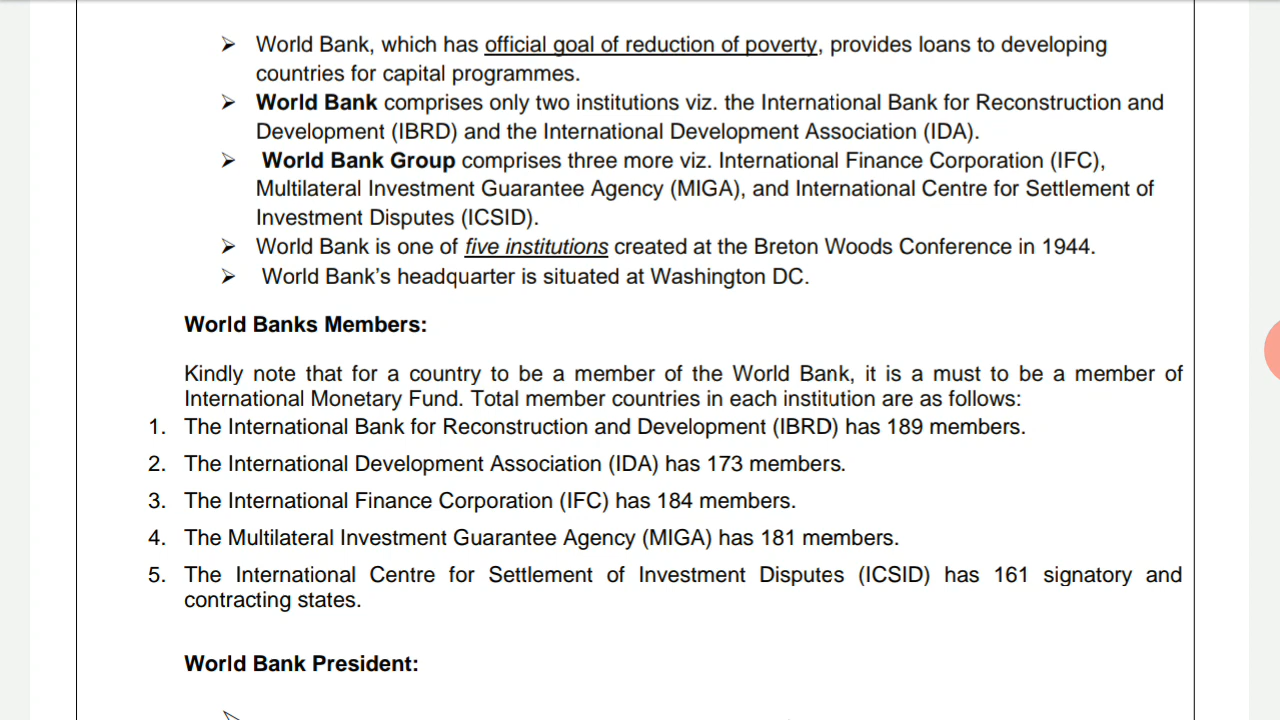 ➢ World Bank, which has official goal of reduction of poverty, provides loans to developing
countries for capital programmes.
➢ World Bank comprises only two institutions viz. the International Bank for Reconstruction and
Development (IBRD) and the International Development Association (IDA).
➢ World Bank Group comprises three more viz. International Finance Corporation (IFC),
Multilateral Investment Guarantee Agency (MIGA), and International Centre for Settlement of
Investment Disputes (ICSID).
➢ World Bank is one of five institutions created at the Breton Woods Conference in 1944.
➢ World Bank's headquarter is situated at Washington DC.
World Banks Members:
Kindly note that for a country to be a member of the World Bank, it is a must to be a member of
International Monetary Fund. Total member countries in each institution are as follows:
1. The International Bank for Reconstruction and Development (IBRD) has 189 members.
2. The International Development Association (IDA) has 173 members.
3. The International Finance Corporation (IFC) has 184 members.
4. The Multilateral Investment Guarantee Agency (MIGA) has 181 members.
5. The International Centre for Settlement of Investment Disputes (ICSID) has 161 signatory and
contracting states.
World Bank President: